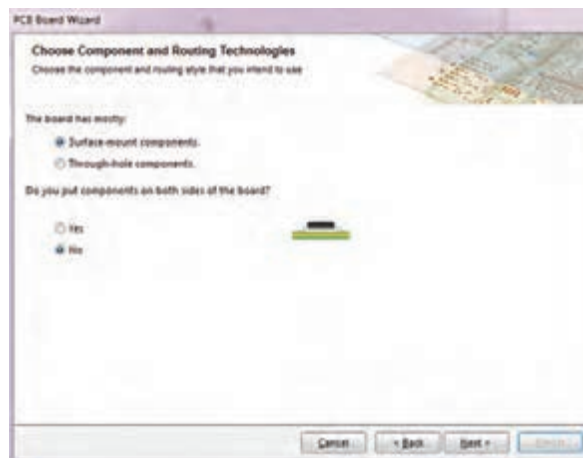 PCB Board Wizard
Choose Component and Routing Technologies
Choose the component and routing style that you intend to use
The board has mostly:
Surface-mount components.
Through-hole components.
Do you put components on both sides of the board?
Yes
No
Cancel
< Back
Next >